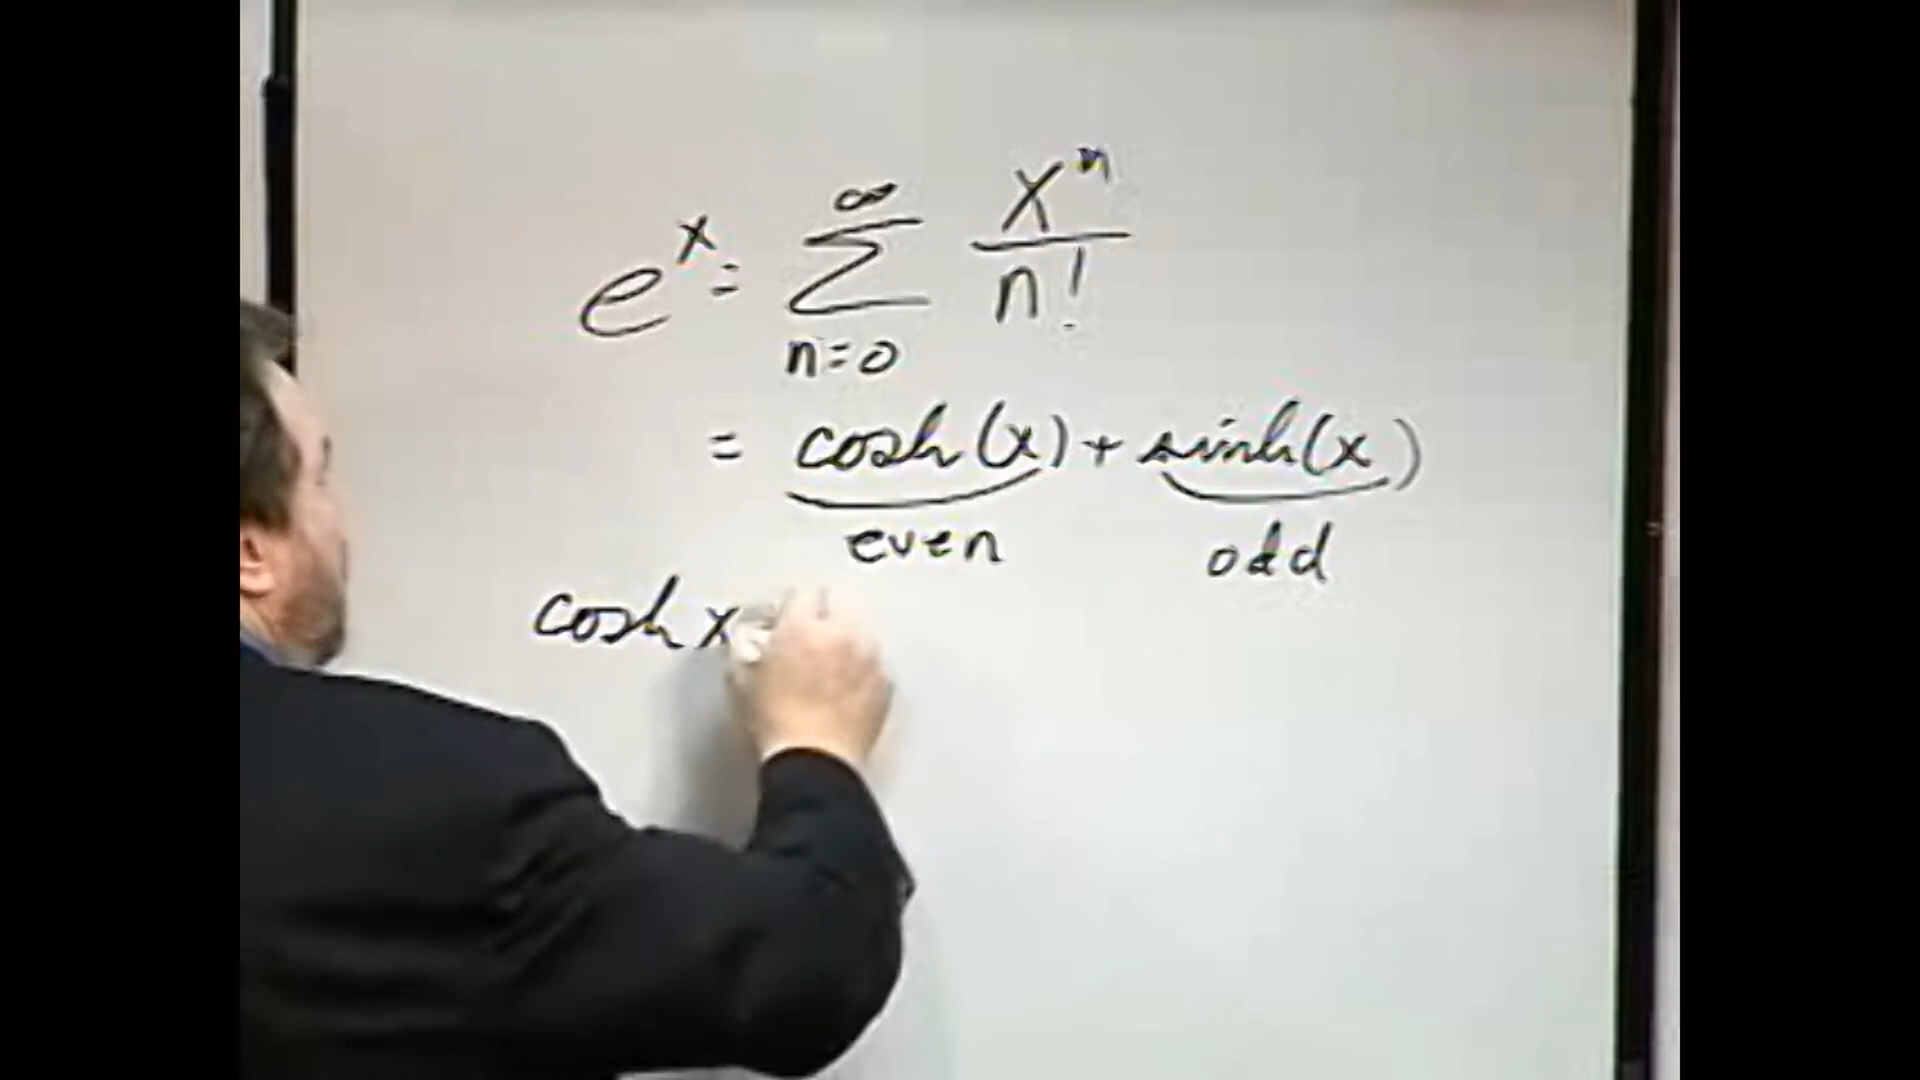 e^x = ∑_{n=0}^{∞} x^n / n!
= cosh(x) + sinh(x)
even odd
cosh x =